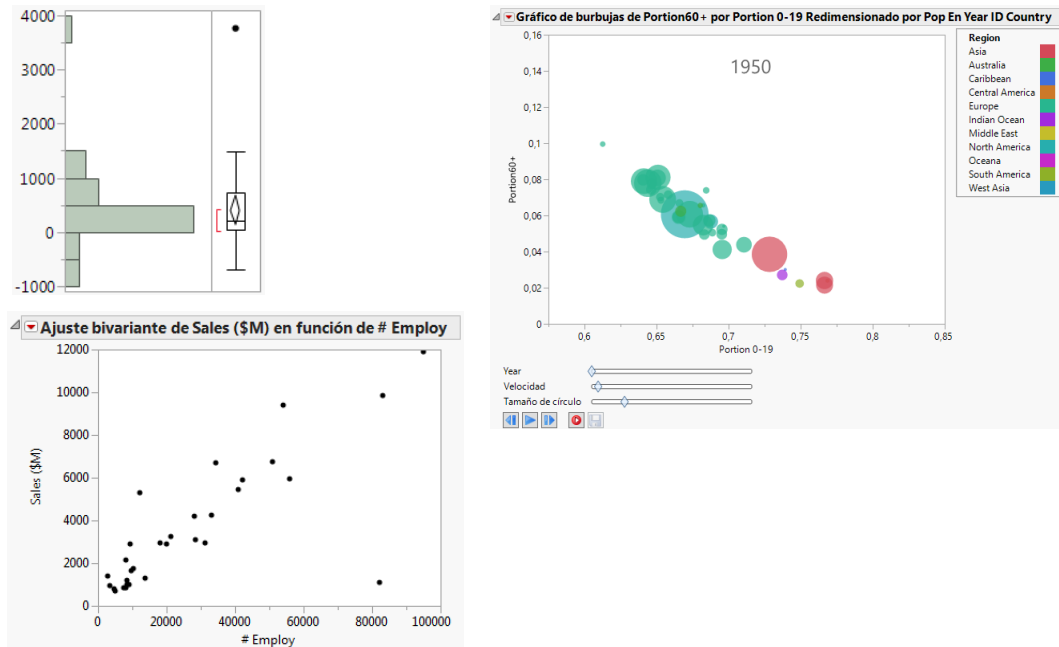 4000
3000
2000
1000
0
-1000
Gráfico de burbujas de Portion60+ por Portion 0-19 Redimensionado por Pop En Year ID Country
0,16
0,14
0,12
0,1
0,08
0,06
0,04
0,02
0
Portion60+
1950
0,6
0,65
0,7
0,75
0,8
0,85
Portion 0-19
Region
Asia
Australia
Caribbean
Central America
Europe
Indian Ocean
Middle East
North America
Oceana
South America
West Asia
Year
Velocidad
Tamaño de círculo
Ajuste bivariante de Sales ($M) en función de # Employ
12000
10000
8000
6000
4000
2000
0
Sales ($M)
0
20000
40000
60000
80000
100000
# Employ